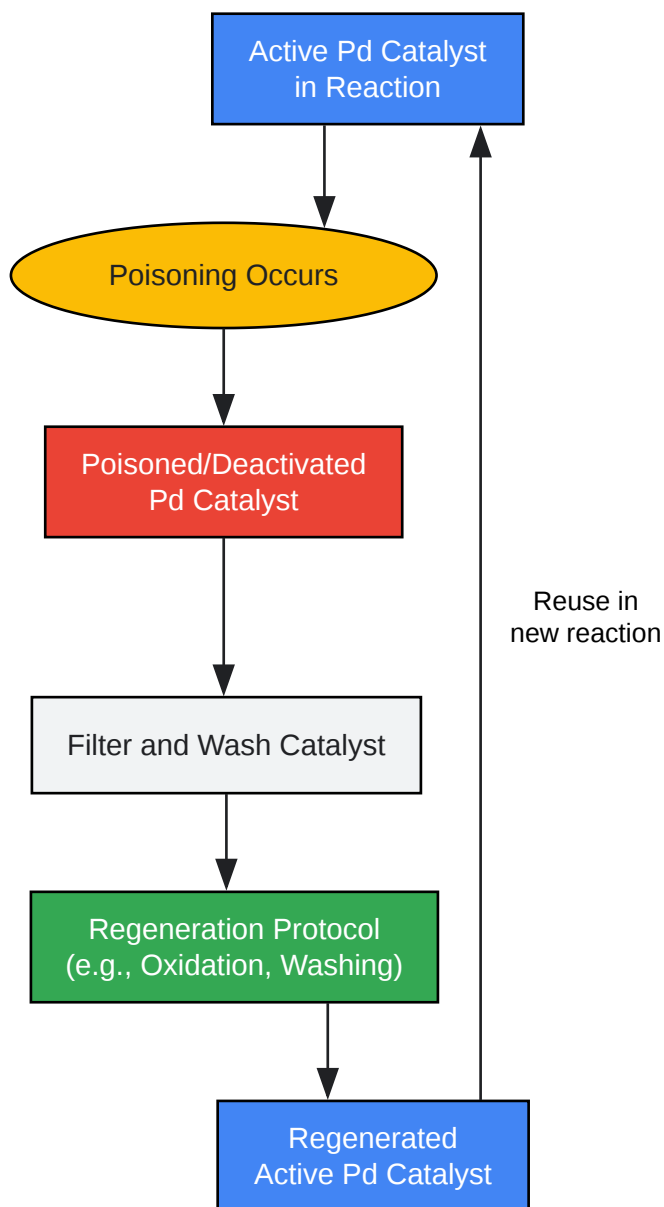 Active Pd Catalyst
in Reaction
Poisoning Occurs
Poisoned/Deactivated
Pd Catalyst
Reuse in
new reaction
Filter and Wash Catalyst
Regeneration Protocol
(e.g., Oxidation, Washing)
Regenerated
Active Pd Catalyst